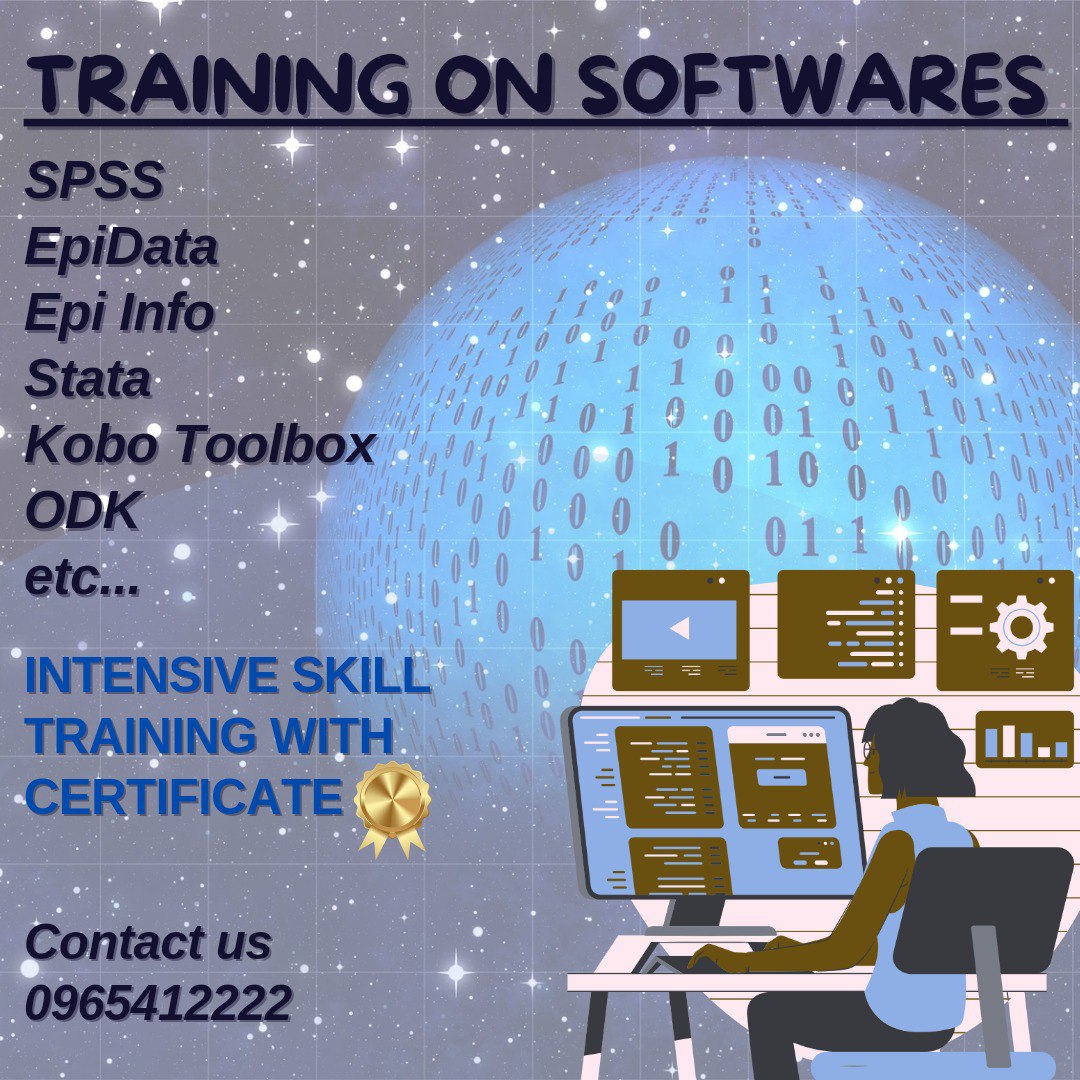 TRAINING ON SOFTWARES
SPSS
EpiData
Epi Info
Stata
Kobo Toolbox
ODK
etc...
INTENSIVE SKILL
TRAINING WITH
CERTIFICATE
Contact us
0965412222